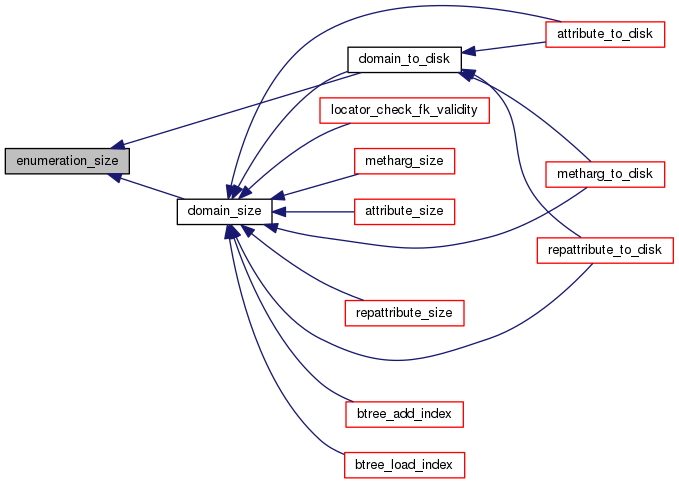 attribute_to_disk
domain_to_disk
locator_check_fk_validity
enumeration_size
metharg_size
metharg_to_disk
domain_size
attribute_size
repattribute_to_disk
repattribute_size
btree_add_index
btree_load_index